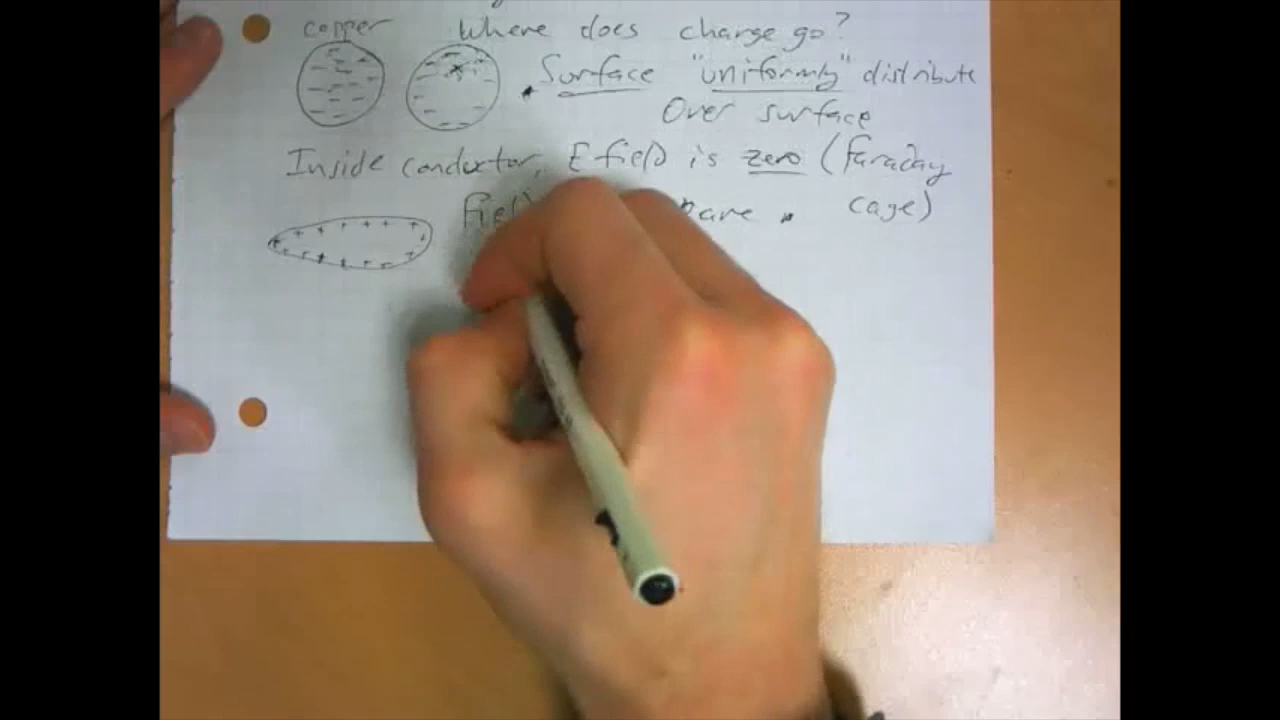 copper Where does charge go?
Surface "uniformly" distribute
Over surface
Inside conductor, E field is zero (faraday
cage)